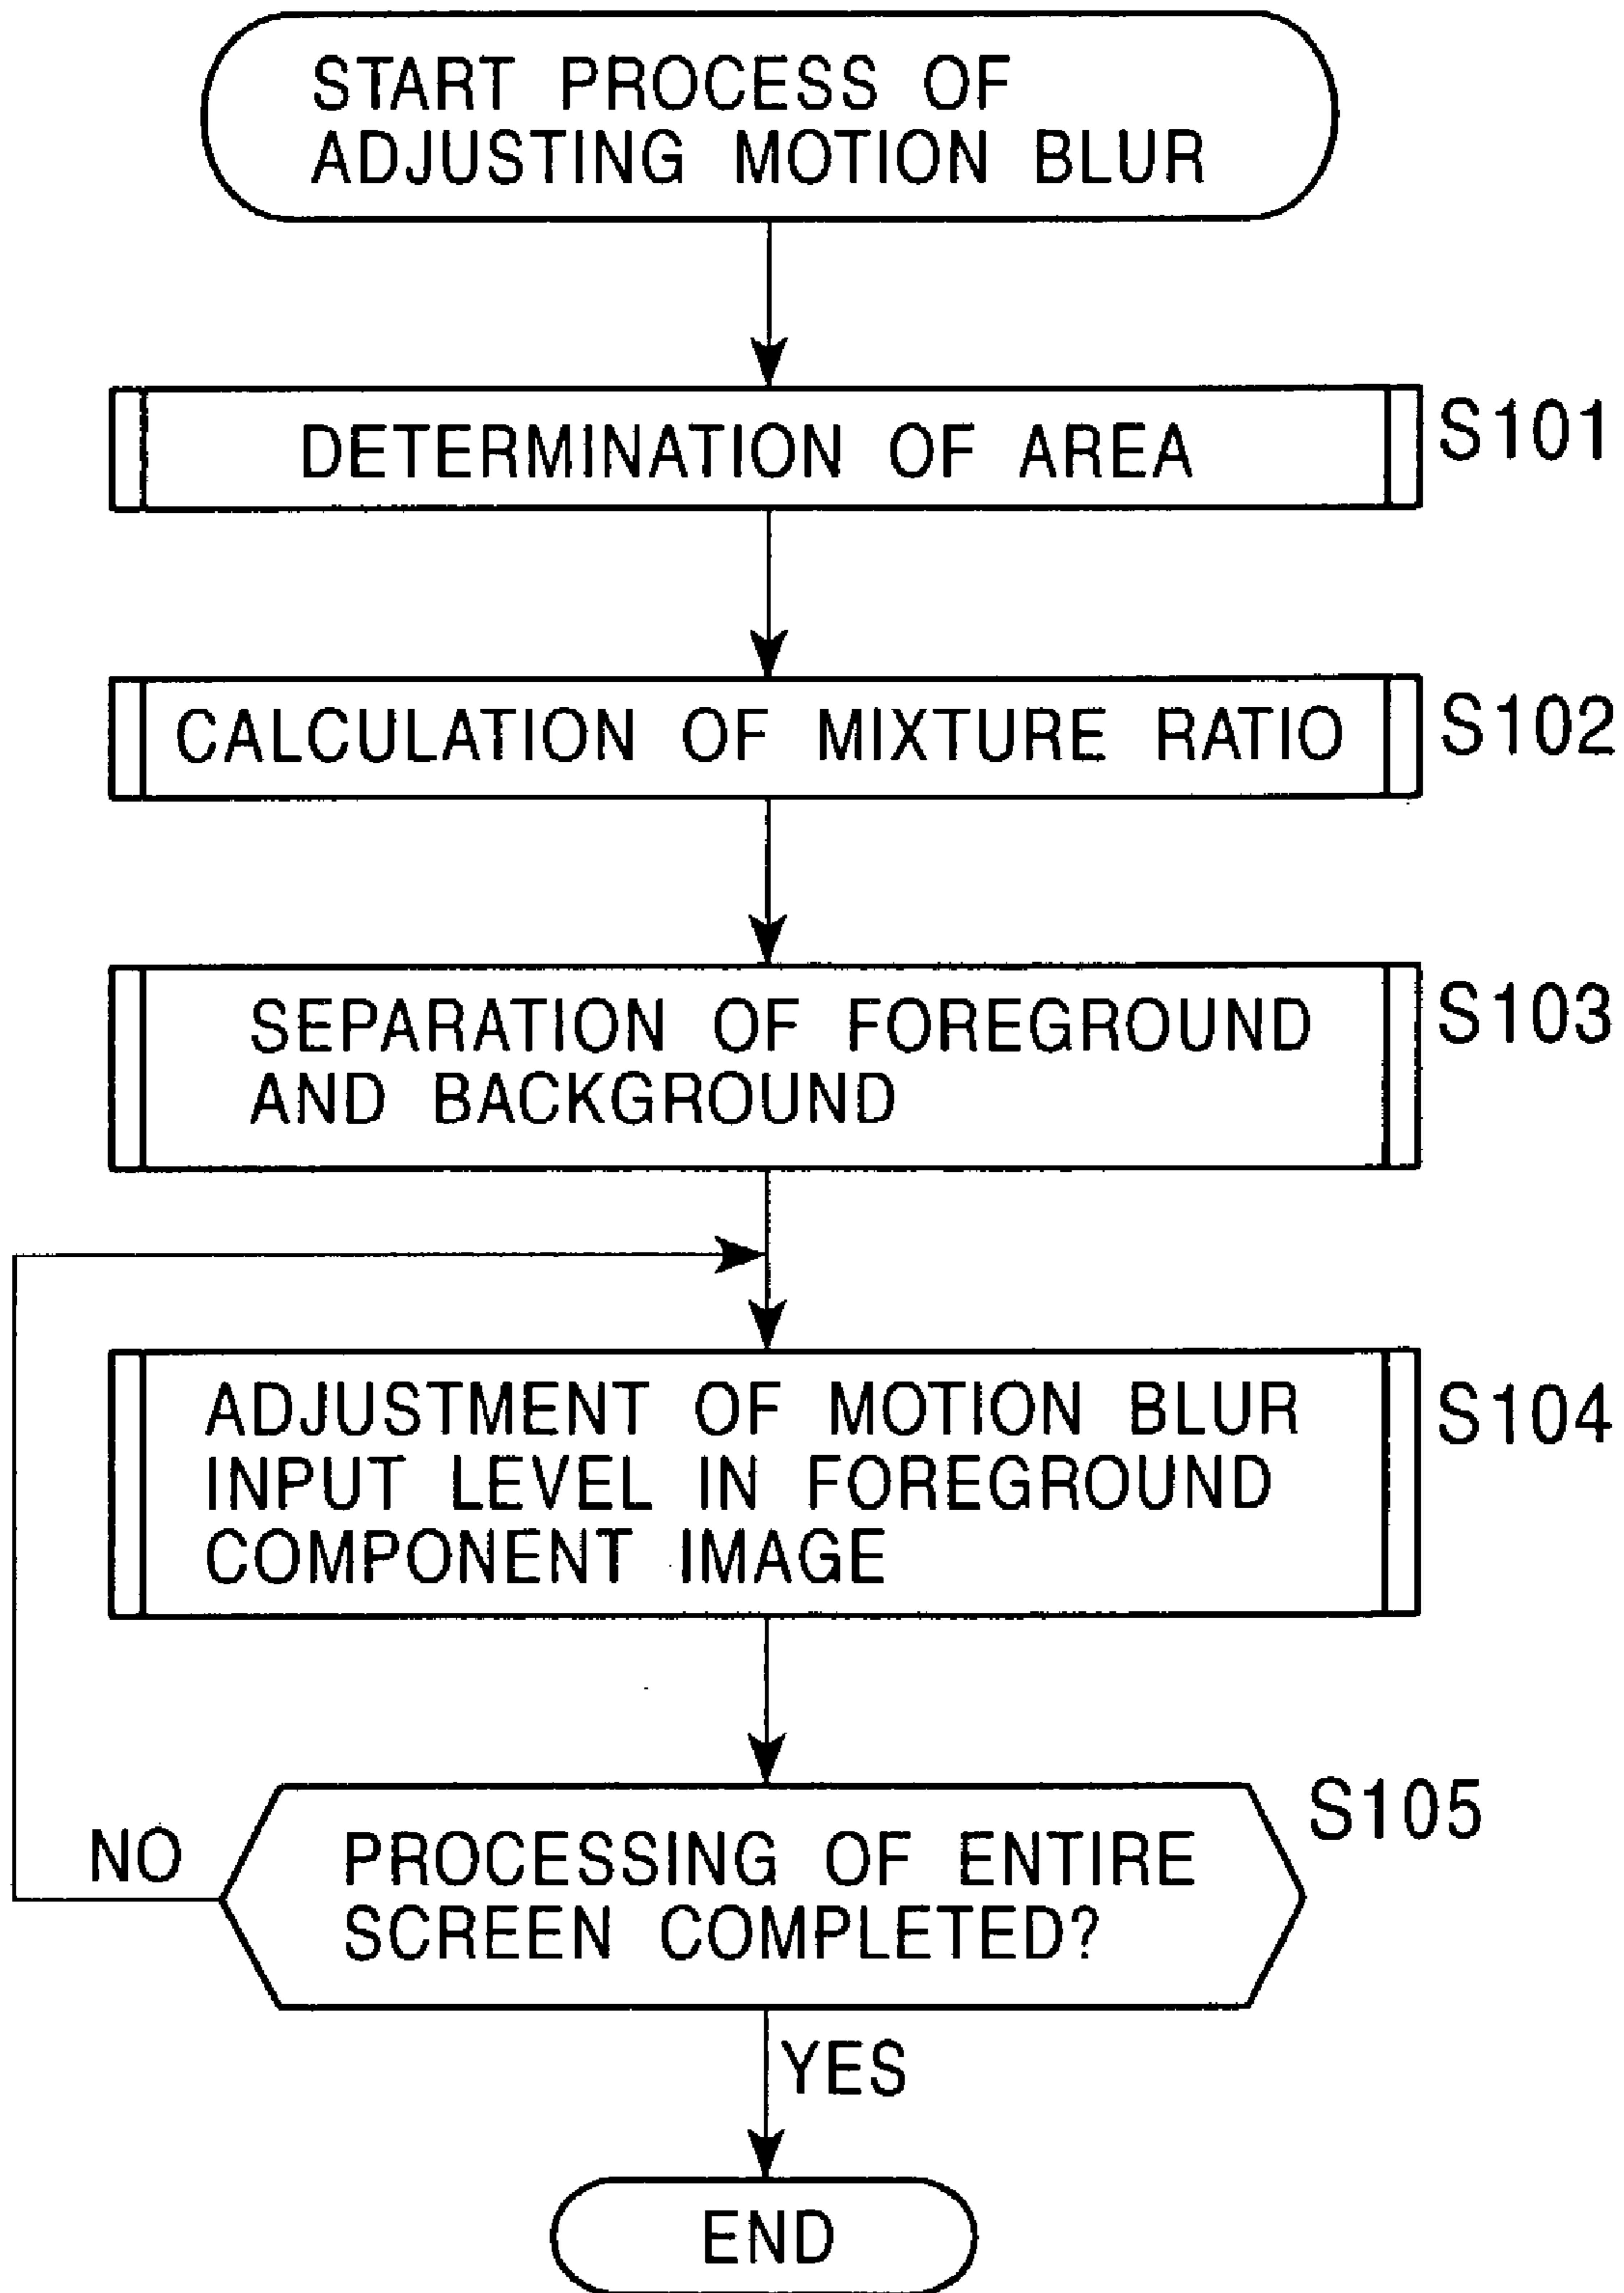 START PROCESS OF
ADJUSTING MOTION BLUR
DETERMINATION OF AREA
S101
CALCULATION OF MIXTURE RATIO
S102
SEPARATION OF FOREGROUND
AND BACKGROUND
S103
ADJUSTMENT OF MOTION BLUR
INPUT LEVEL IN FOREGROUND
COMPONENT IMAGE
S104
PROCESSING OF ENTIRE
SCREEN COMPLETED?
S105
NO
YES
END